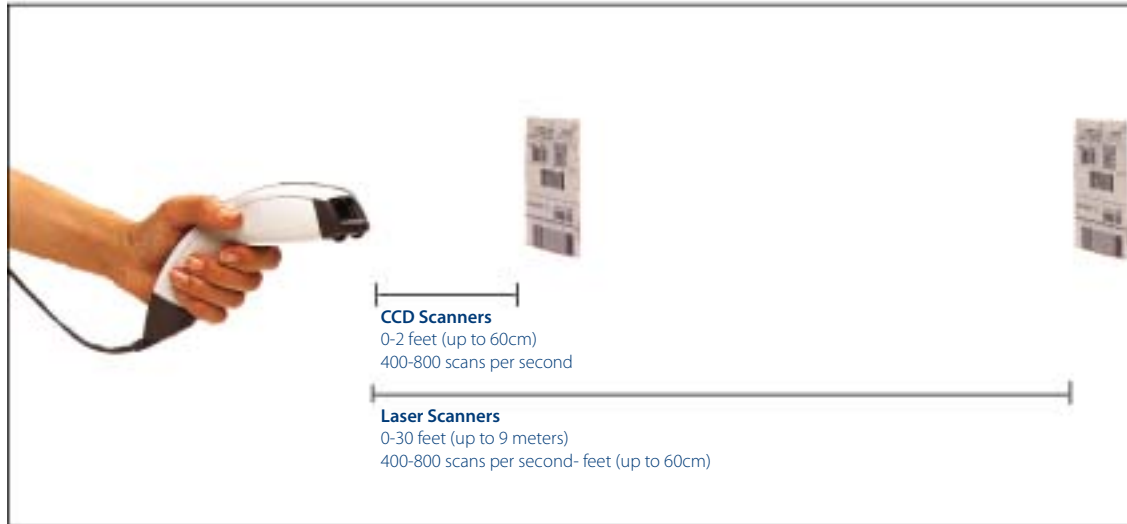 CCD Scanners
0-2 feet (up to 60cm)
400-800 scans per second
Laser Scanners
0-30 feet (up to 9 meters)
400-800 scans per second- feet (up to 60cm)